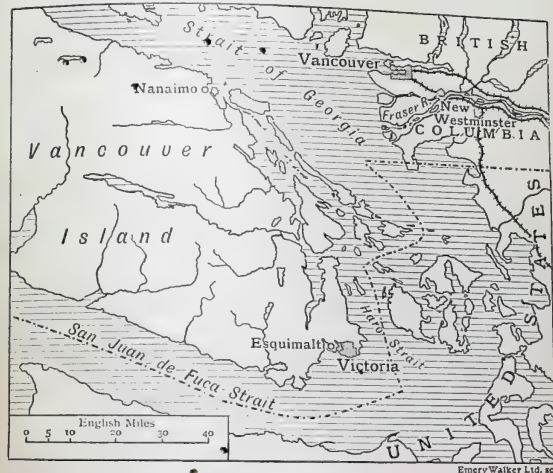 Strait of Georgia
BRITISH
COLUMBIA
Vancouver
Nanaimo
Fraser R.
New
Westminster
Vancouver
Island
UNITED STATES
Haro Strait
Esquimalt
Victoria
San Juan de Fuca Strait
English Miles
0 5 10 20 30 40
Emery Walker Ltd. sc.